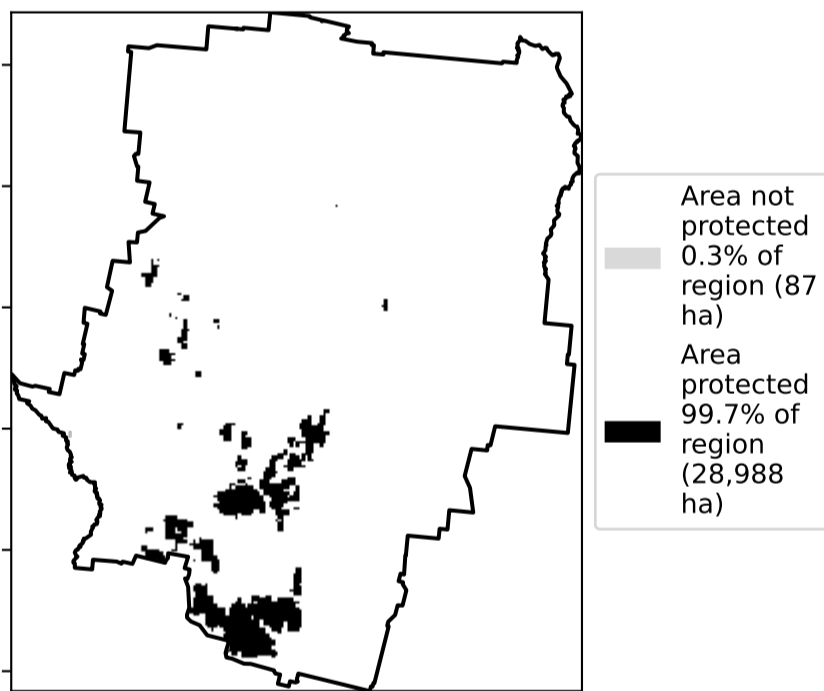 Area not
protected
0.3% of
region (87
ha)
Area
protected
99.7% of
region
(28,988
ha)